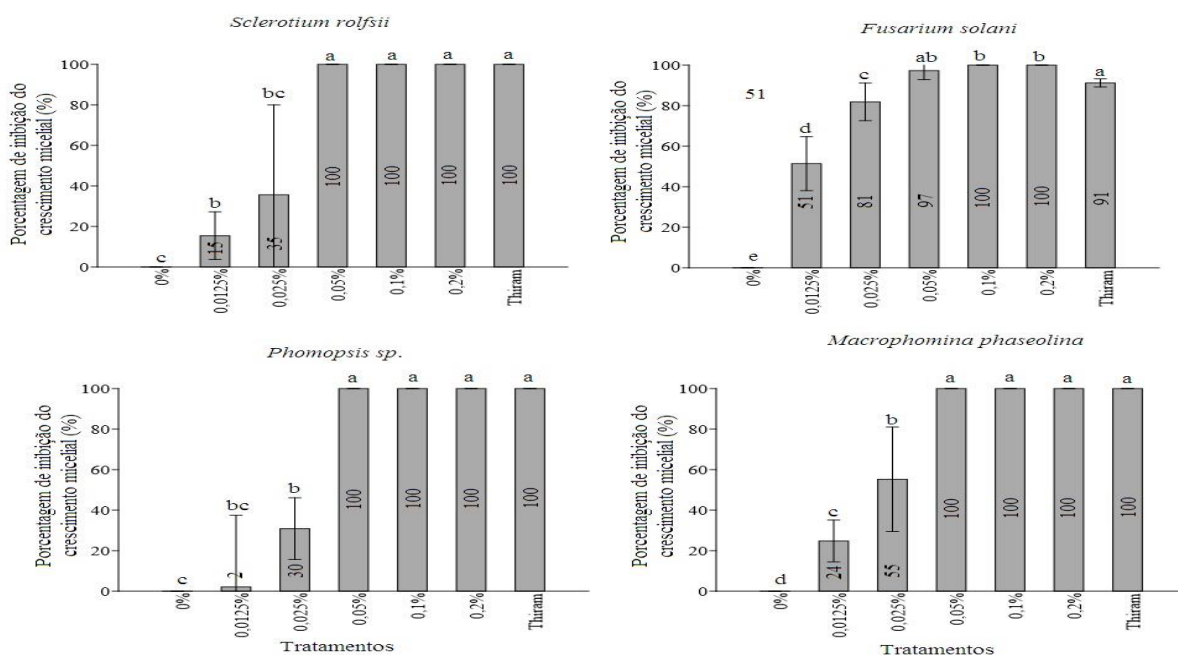 Sclerotium rolfsii
Porcentagem de inibição do
crescimento micelial (%)
100
80
60
40
20
0
c
b
bc
a
a
a
a
15
35
100
100
100
100
0%
0,0125%
0,025%
0,05%
0,1%
0,2%
Thiram
Fusarium solani
Porcentagem de inibição do
crescimento micelial (%)
100
80
60
40
20
0
51
e
d
c
ab
b
b
a
51
81
97
100
100
91
0%
0,0125%
0,025%
0,05%
0,1%
0,2%
Thiram
Phomopsis sp.
Porcentagem de inibição do
crescimento micelial (%)
100
80
60
40
20
0
c
bc
b
a
a
a
a
2
30
100
100
100
100
0%
0,0125%
0,025%
0,05%
0,1%
0,2%
Thiram
Tratamentos
Macrophomina phaseolina
Porcentagem de inibição do
crescimento micelial (%)
100
80
60
40
20
0
d
c
b
a
a
a
a
24
55
100
100
100
100
0%
0,0125%
0,025%
0,05%
0,1%
0,2%
Thiram
Tratamentos